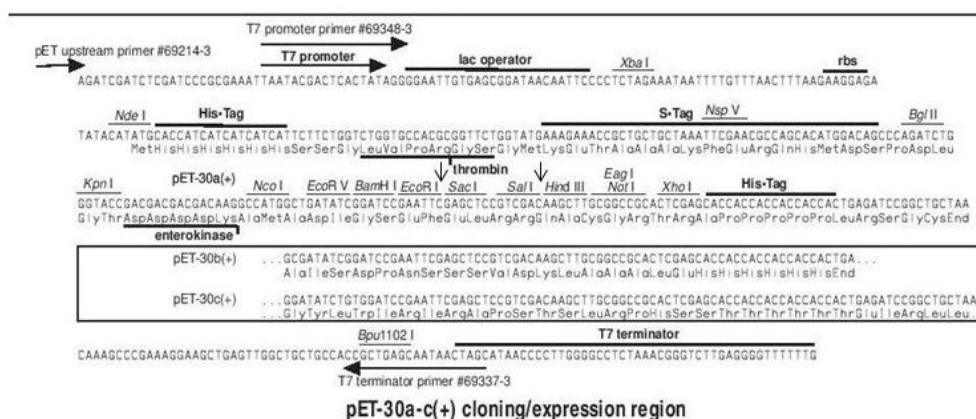 T7 promoter primer #69348-3
pET upstream primer #69214-3
T7 promoter
lac operator
Xba I
rbs
AGATCGATCTCGATCCCGCGAAATTAATACGACTCACTATAGGGGAATTGTGAGCGGATAACAATTCCCCTCTAGAAATAATTTTGTTTAACTTTAAGAAGGAGA
Nde I
His•Tag
S•Tag
Nsp V
Bgl II
TATACATATGCACCATCATCATCATCATTCTTCTGGTCTGGTGCCACGCGGTTCTGGTATGAAAGAAACCGCTGCTGCTAAATTCGAACGCCAGCACATGGACAGCCCAGATCTG
MetHisHisHisHisHisHisSerSerGlyLeuValProArgGlySerGlyMetLysGluThrAlaAlaAlaLysPheGluArgGlnHisMetAspSerProAspLeu
thrombin
Kpn I
pET-30a(+)
Nco I
EcoR V
BamH I
EcoR I
Sac I
Sal I
Hind III
Eag I
Not I
Xho I
His•Tag
GGTACCGACGACGACGACAAGGCCATGGCTGATATCGGATCCGAATTCGAGCTCCGTCGACAAGCTTGCGGCCGCACTCGAGCACCACCACCACCACCACTGAGATCCGGCTGCTAA
GlyThrAspAspAspAspLysAlaMetAlaAspIleGlySerGluPheGluLeuArgArgGlnAlaCysGlyArgThrArgAlaProProProProProLeuArgSerGlyCysEnd
enterokinase
pET-30b(+)
...GCGATATCGGATCCGAATTCGAGCTCCGTCGACAAGCTTGCGGCCGCACTCGAGCACCACCACCACCACCACTGA...
AlaIleSerAspProAsnSerSerSerValAspLysLeuAlaAlaAlaLeuGluHisHisHisHisHisHisEnd
pET-30c(+)
...GGATATCTGTGGATCCGAATTCGAGCTCCGTCGACAAGCTTGCGGCCGCACTCGAGCACCACCACCACCACCACTGAGATCCGGCTGCTAA
GlyTyrLeuTrpIleArgIleArgAlaProSerThrSerLeuArgProHisSerSerThrThrThrThrThrThrGluIleArgLeuLeu..
Bpu1102 I
T7 terminator
CAAAGCCCGAAAGGAAGCTGAGTTGGCTGCTGCCACCGCTGAGCAATAACTAGCATAACCCCTTGGGGCCTCTAAACGGGTCTTGAGGGGTTTTTTG
T7 terminator primer #69337-3
pET-30a-c(+) cloning/expression region